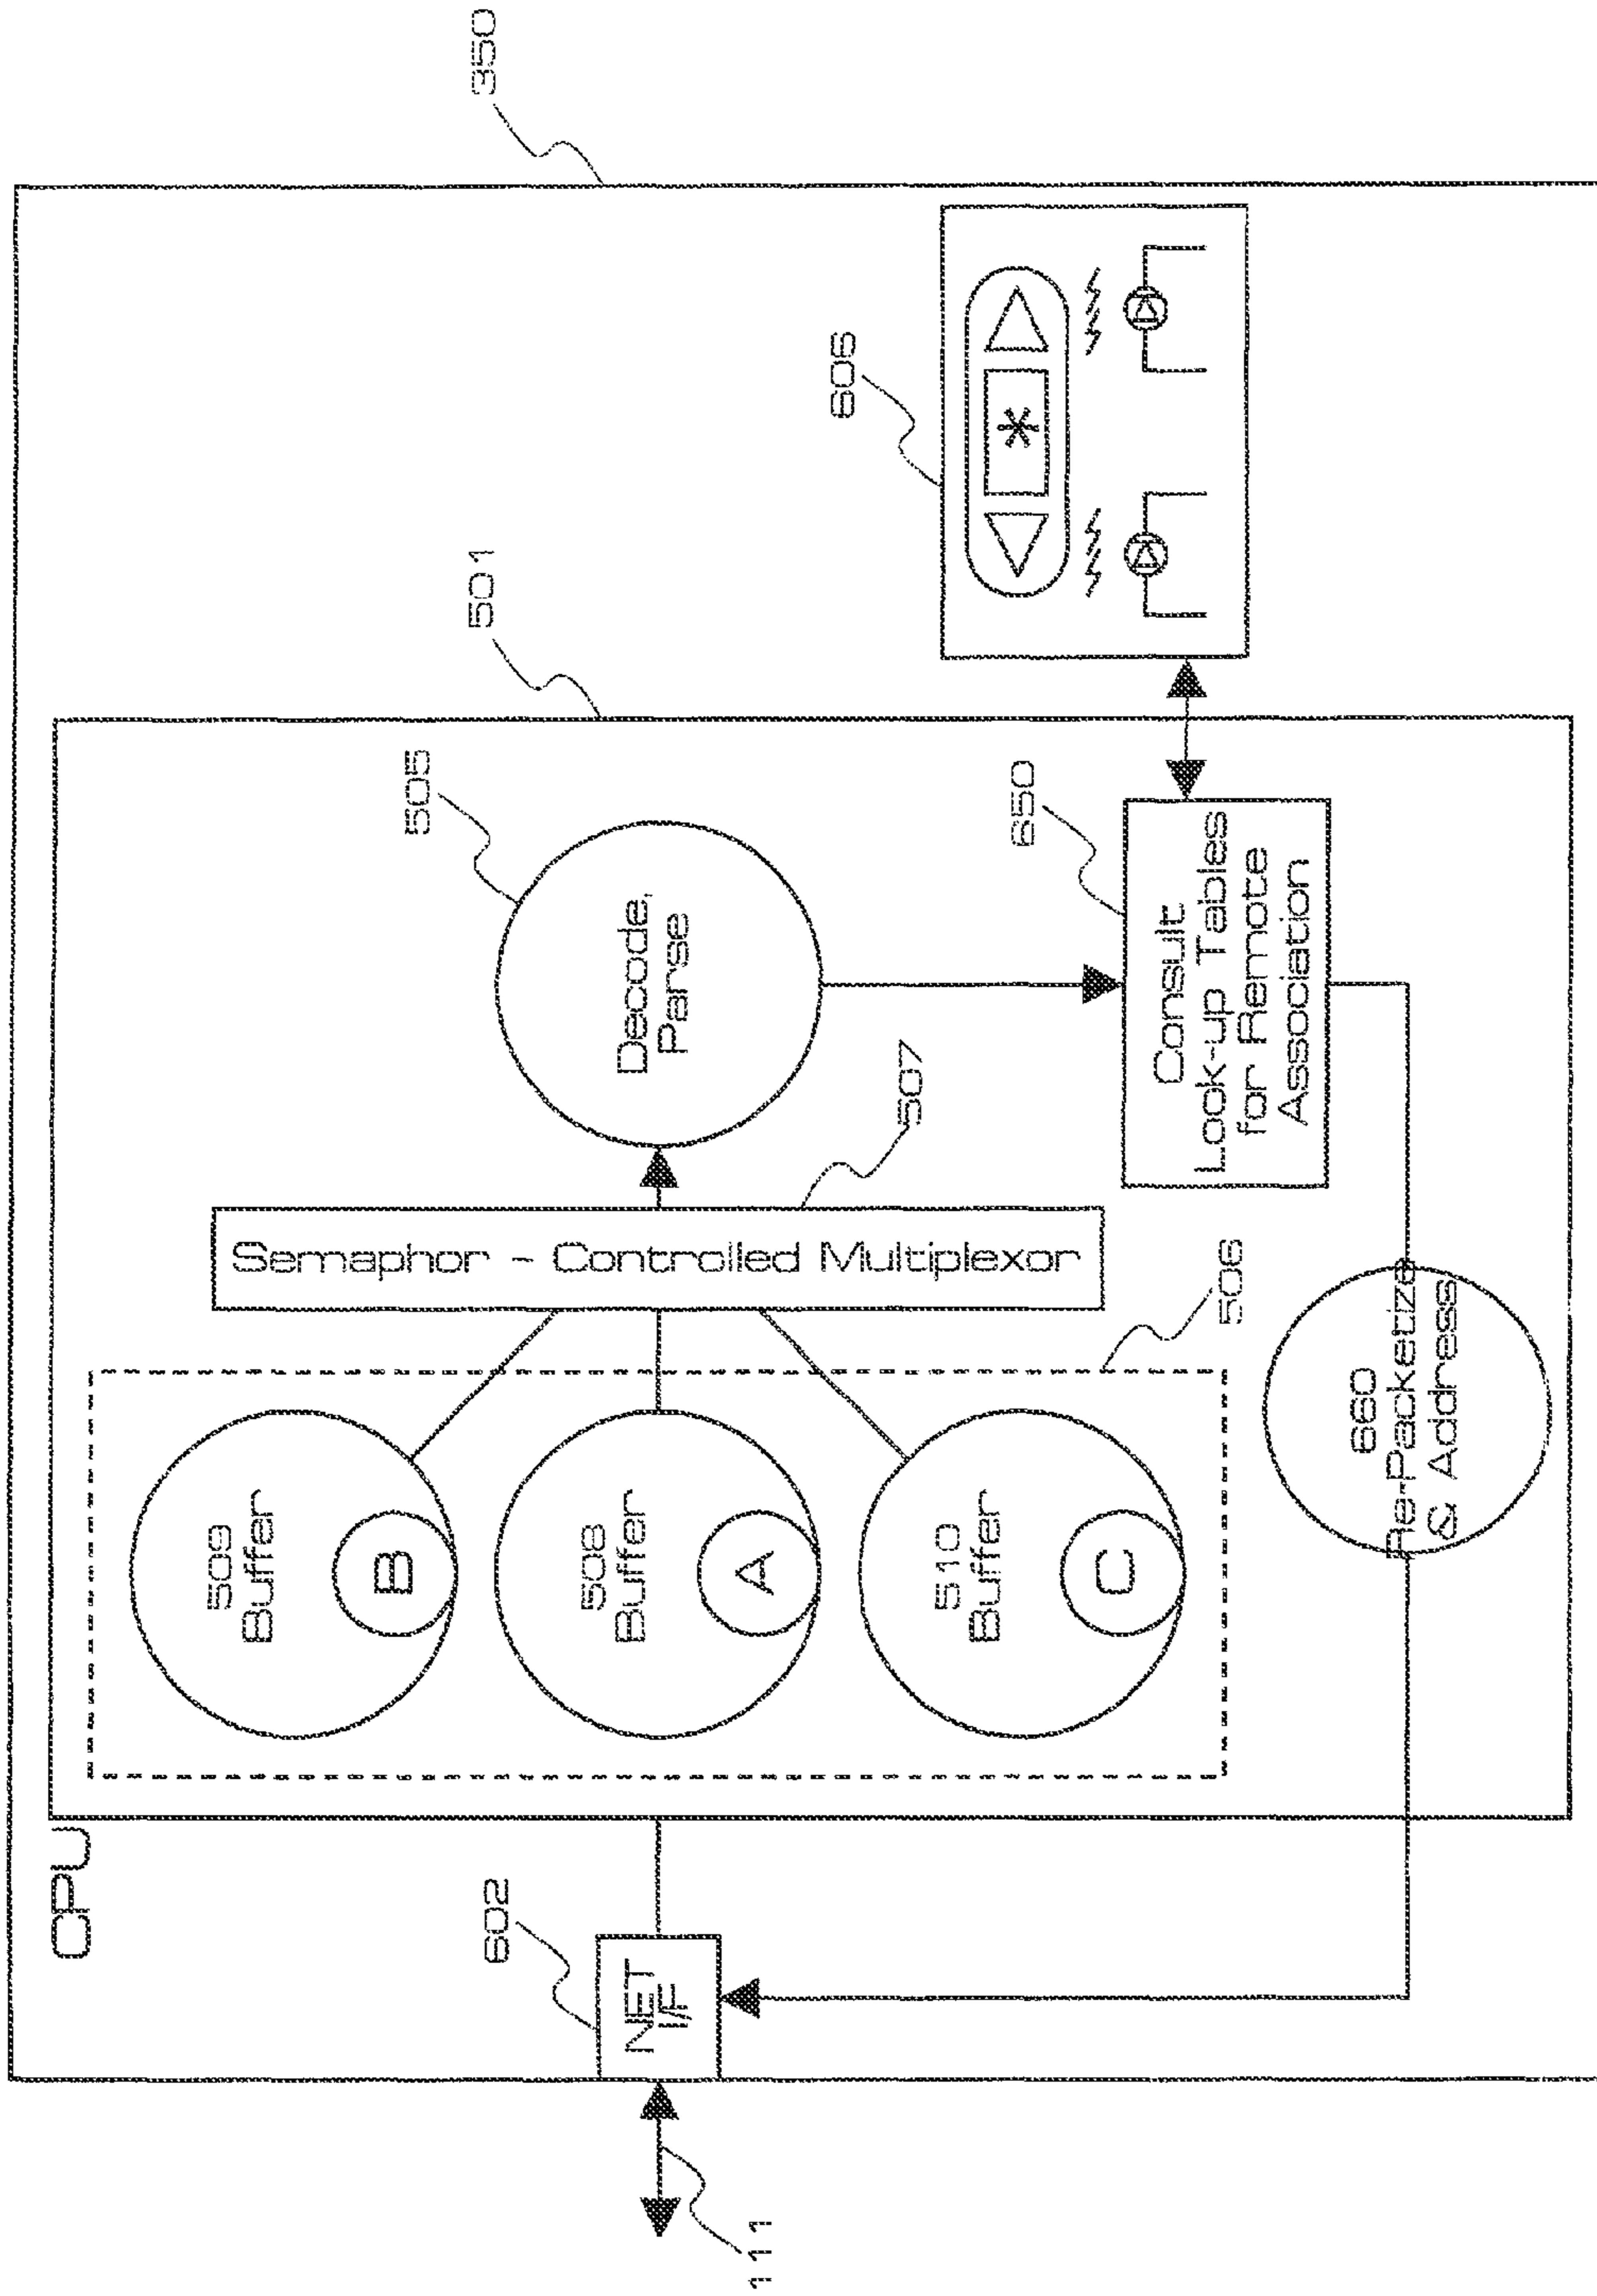 CPU
350
501
602
NET
I/F
111
509
Buffer
B
508
Buffer
A
510
Buffer
C
506
Semaphor - Controlled Multiplexor
507
505
Decode,
Parse
606
*
650
Consult
Look-up Tables
for Remote
Association
660
Re-Packetize
& Address